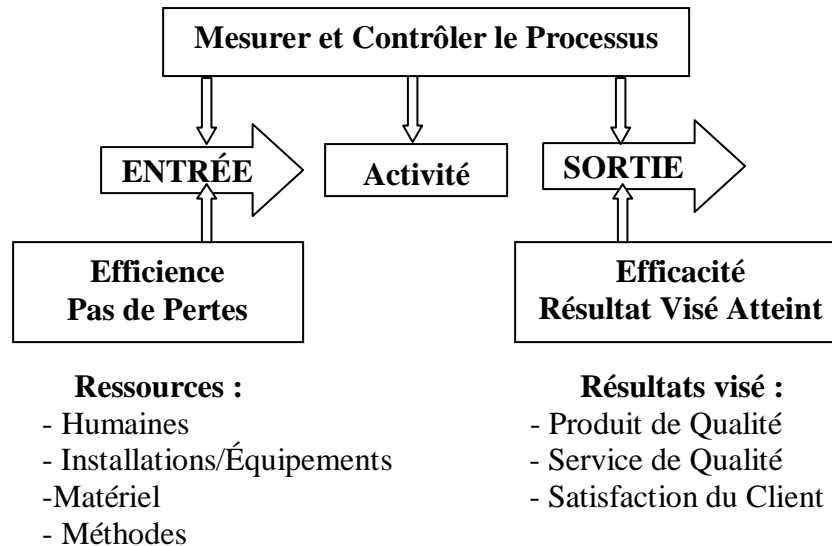 Mesurer et Contrôler le Processus
ENTRÉE
Activité
SORTIE
Efficience
Pas de Pertes
Efficacité
Résultat Visé Atteint
Ressources :
- Humaines
- Installations/Équipements
-Matériel
- Méthodes
Résultats visé :
- Produit de Qualité
- Service de Qualité
- Satisfaction du Client